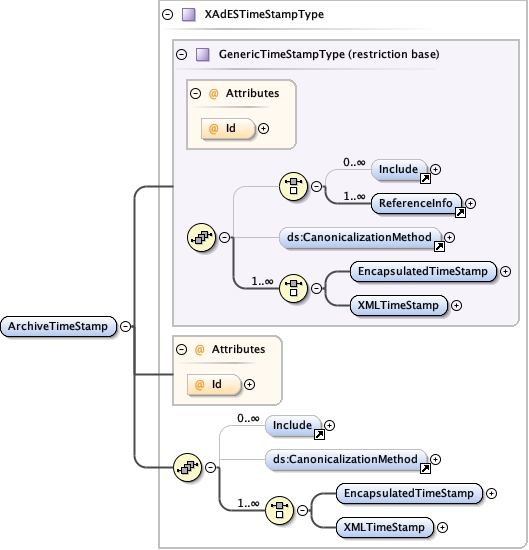 XAdESTimeStampType
GenericTimeStampType (restriction base)
@ Attributes
Id
0..∞
Include
1..∞
ReferenceInfo
ds:CanonicalizationMethod
1..∞
EncapsulatedTimeStamp
XMLTimeStamp
ArchiveTimeStamp
@ Attributes
Id
0..∞
Include
ds:CanonicalizationMethod
1..∞
EncapsulatedTimeStamp
XMLTimeStamp